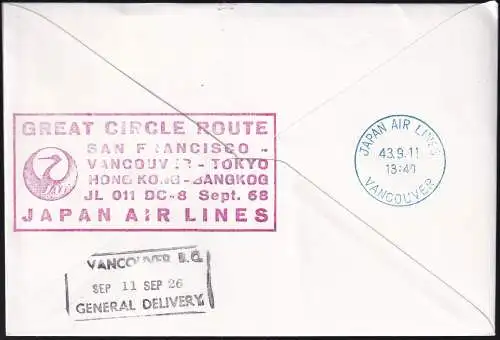 GREAT CIRCLE ROUTE
SAN FRANCISCO -
VANCOUVER - TOKYO
HONG KONG - BANGKOG
JL 011 DC-8 Sept. 68
JAPAN AIR LINES
JAPAN AIR LINES
43.9.11
13:40
VANCOUVER
VANCOUVER B.C.
SEP 11 SEP 26
GENERAL DELIVERY